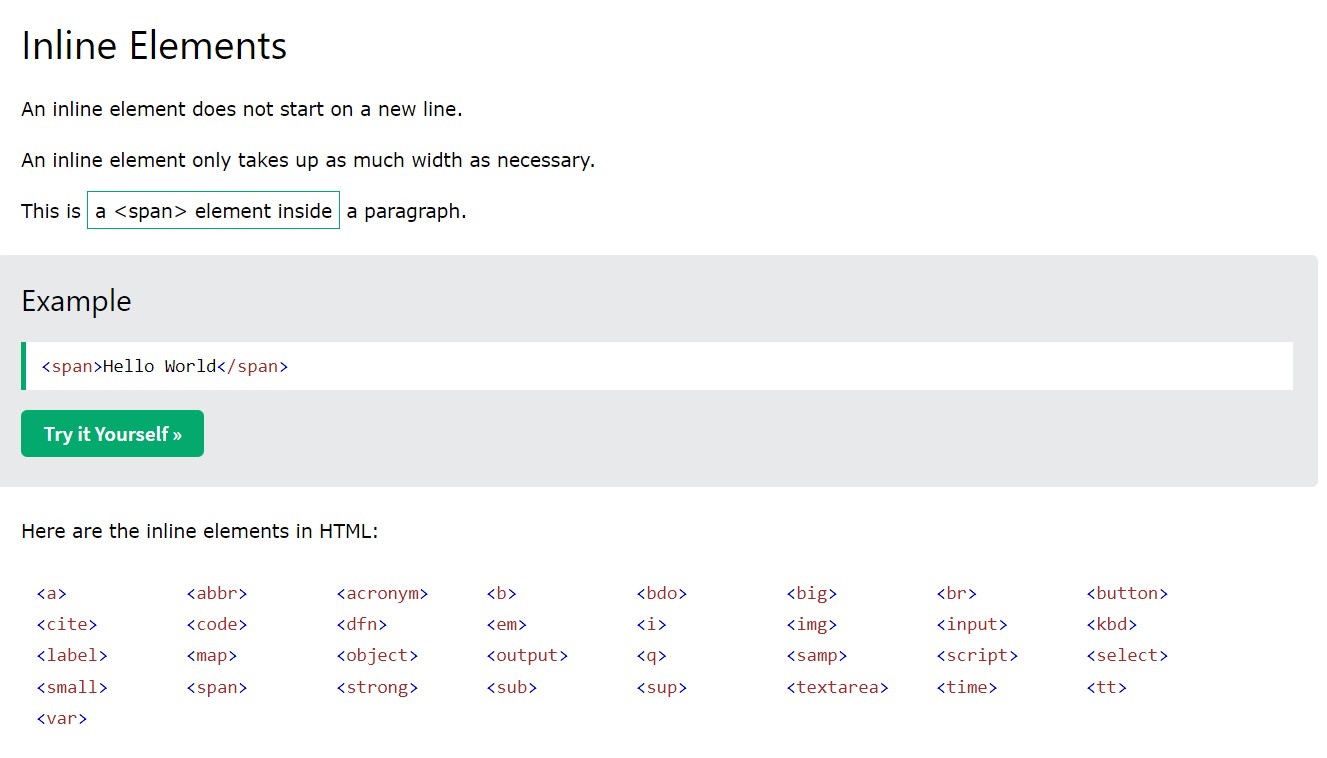 Inline Elements
An inline element does not start on a new line.
An inline element only takes up as much width as necessary.
This is a <span> element inside a paragraph.
Example
<span>Hello World</span>
Try it Yourself »
Here are the inline elements in HTML:
<a> <abbr> <acronym> <b> <bdo> <big> <br> <button>
<cite> <code> <dfn> <em> <i> <img> <input> <kbd>
<label> <map> <object> <output> <q> <samp> <script> <select>
<small> <span> <strong> <sub> <sup> <textarea> <time> <tt>
<var>